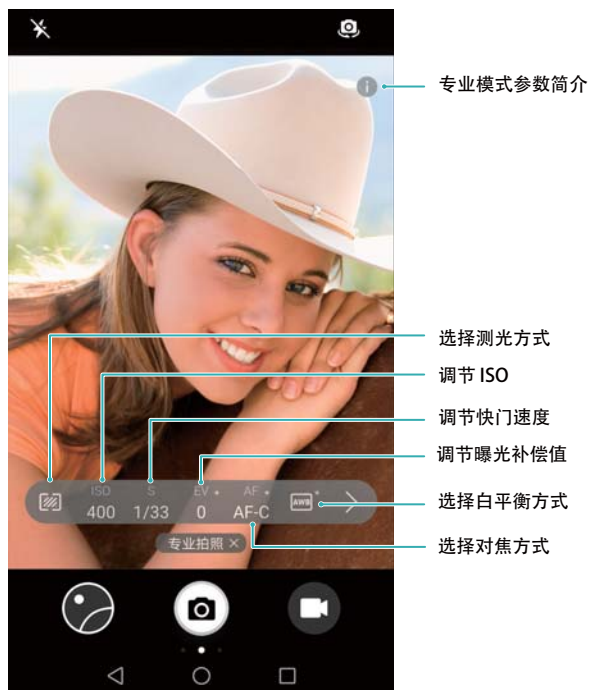 专业模式参数简介
选择测光方式
调节 ISO
调节快门速度
调节曝光补偿值
ISO S EV AF
400 1/33 0 AF-C AWB
选择白平衡方式
专业拍照 ×
选择对焦方式